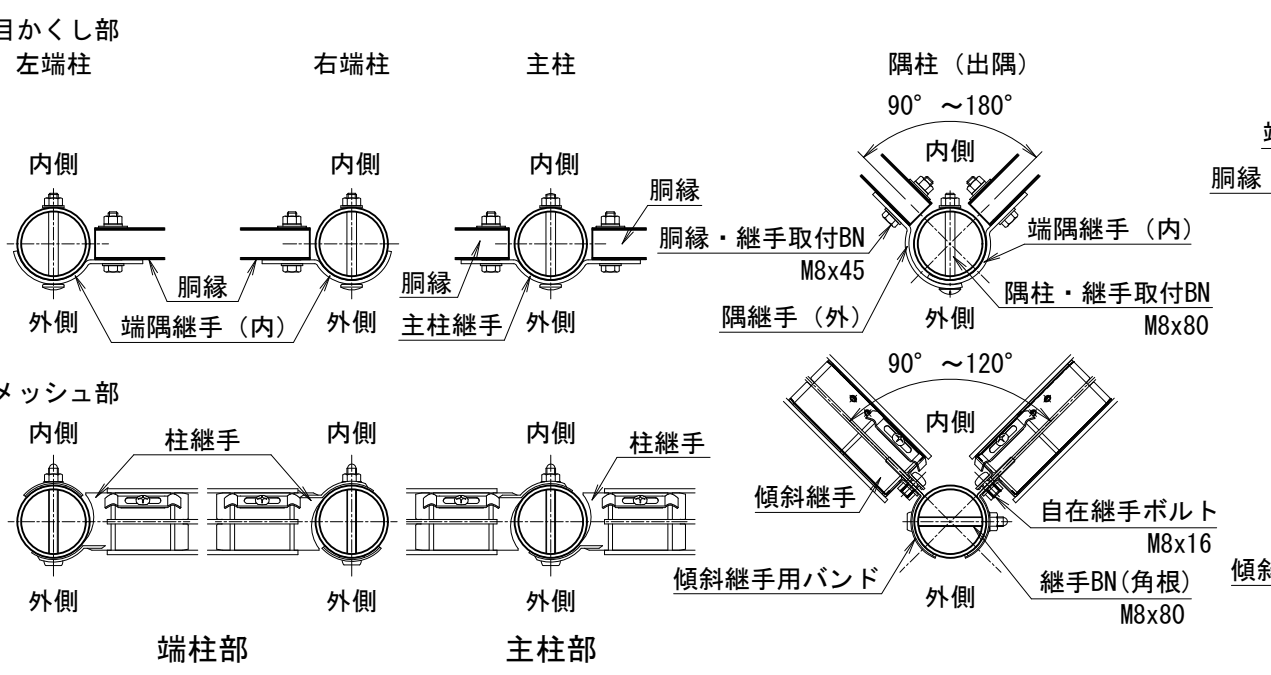 目かくし部
左端柱
右端柱
主柱
隅柱（出隅）
90°～180°
内側
内側
内側
内側
胴縁
胴縁
胴縁・継手取付BN
M8x45
端隅継手（内）
胴縁
胴縁
隅柱・継手取付BN
M8x80
外側
端隅継手（内）
外側
主柱継手
外側
隅継手（外）
外側
90°～120°
メッシュ部
内側
柱継手
内側
内側
柱継手
内側
傾斜継手
自在継手ボルト
M8x16
傾斜継手用バンド
継手BN(角根)
M8x80
外側
外側
外側
外側
端柱部
主柱部